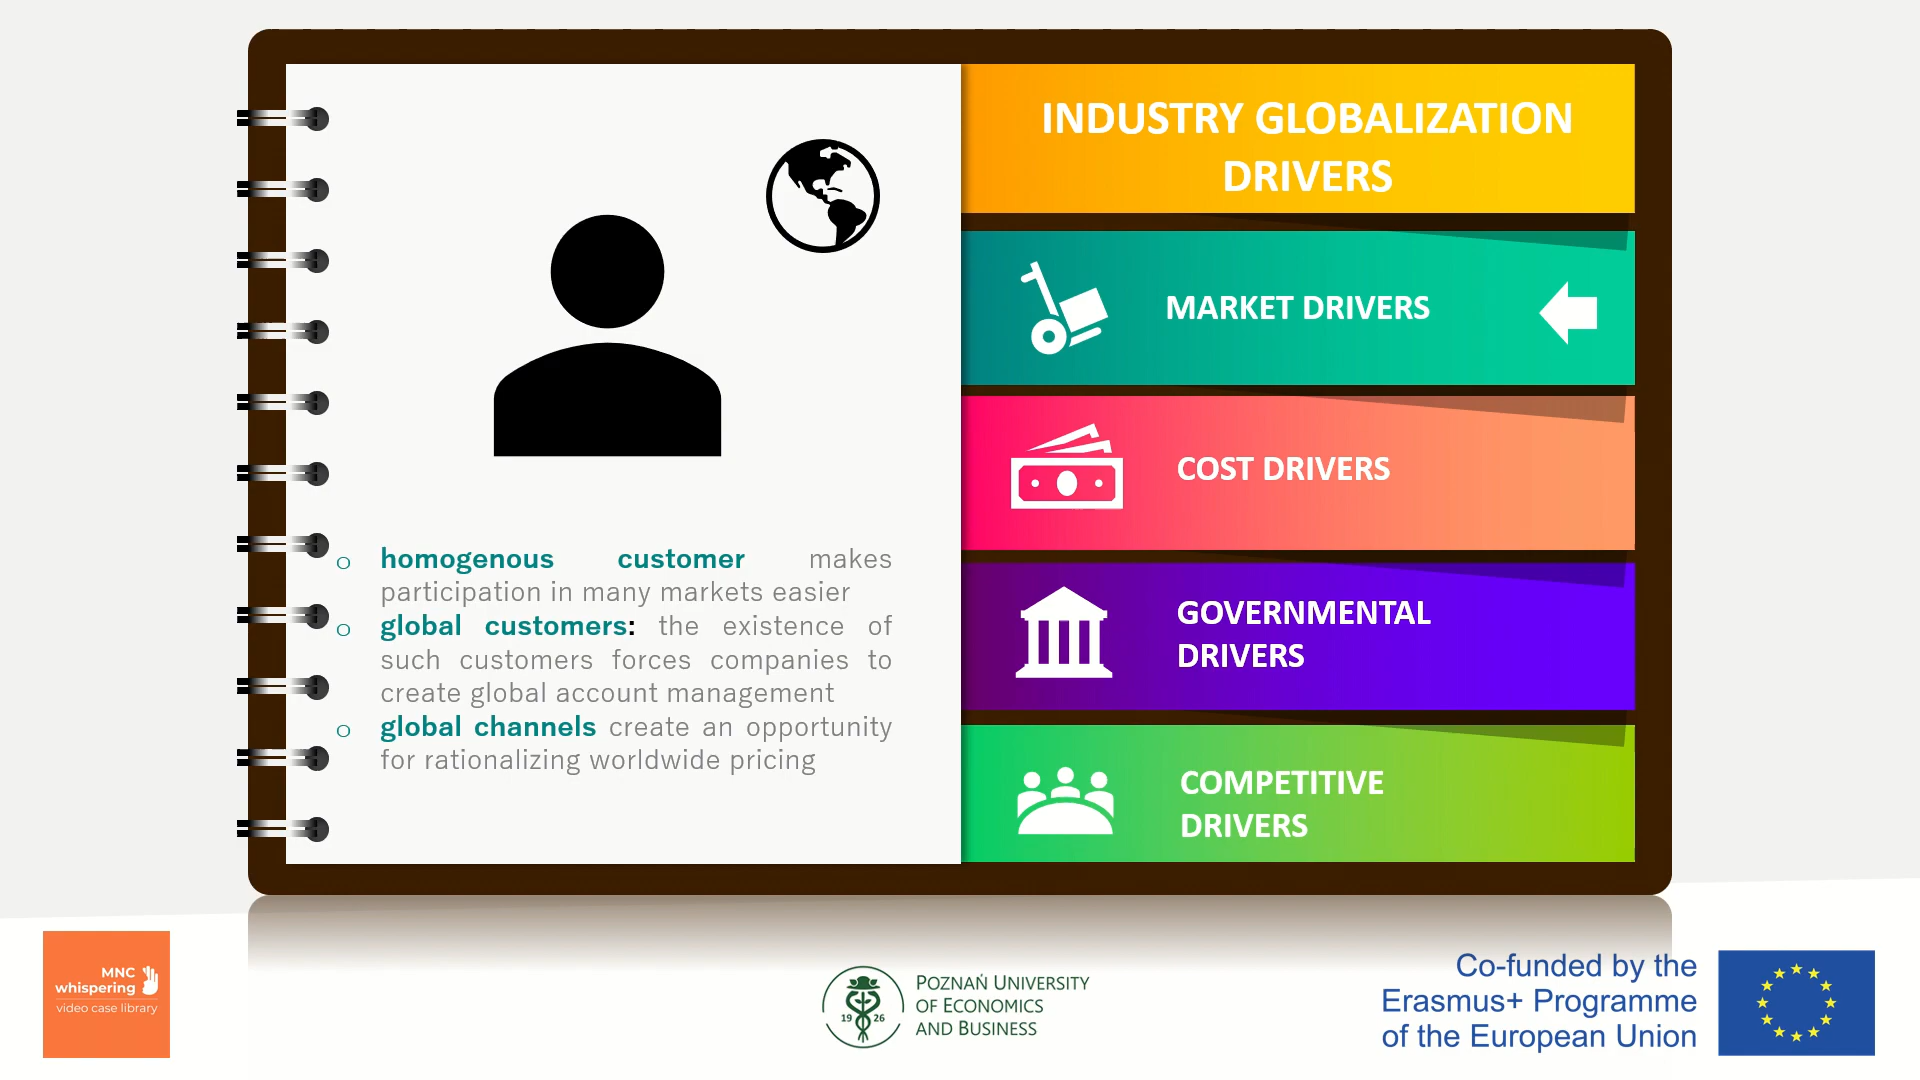 INDUSTRY GLOBALIZATION
DRIVERS
MARKET DRIVERS
COST DRIVERS
GOVERNMENTAL
DRIVERS
COMPETITIVE
DRIVERS
o homogenous customer makes
participation in many markets easier
o global customers: the existence of
such customers forces companies to
create global account management
o global channels create an opportunity
for rationalizing worldwide pricing
MNC
whispering
video case library
19 26
POZNAŃ UNIVERSITY
OF ECONOMICS
AND BUSINESS
Co-funded by the
Erasmus+ Programme
of the European Union